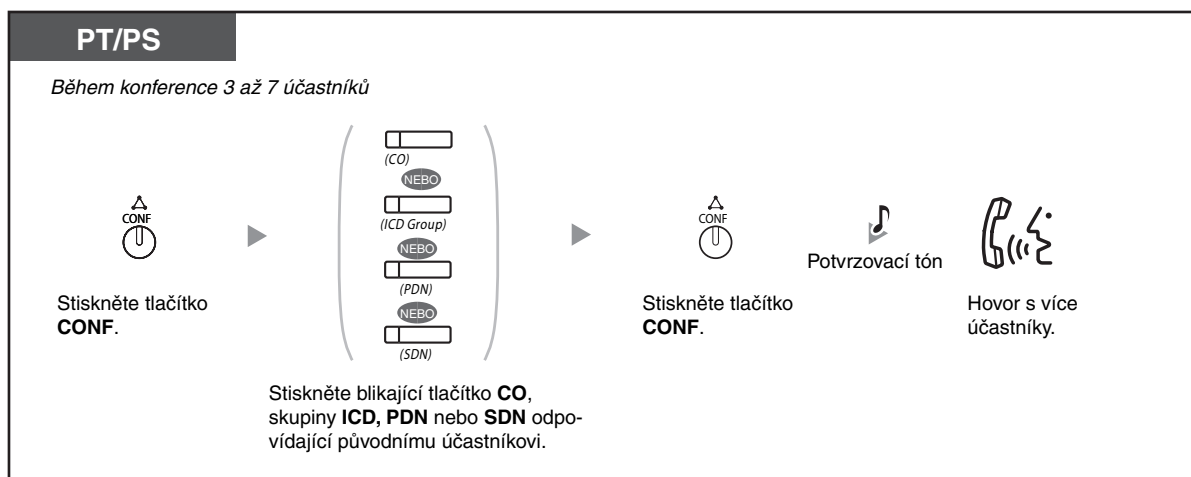 PT/PS
Během konference 3 až 7 účastníků
CONF
Stiskněte tlačítko
CONF.
(CO)
NEBO
(ICD Group)
NEBO
(PDN)
NEBO
(SDN)
Stiskněte blikající tlačítko CO,
skupiny ICD, PDN nebo SDN odpo-
vídající původnímu účastníkovi.
CONF
Stiskněte tlačítko
CONF.
Potvrzovací tón
Hovor s více
účastníky.